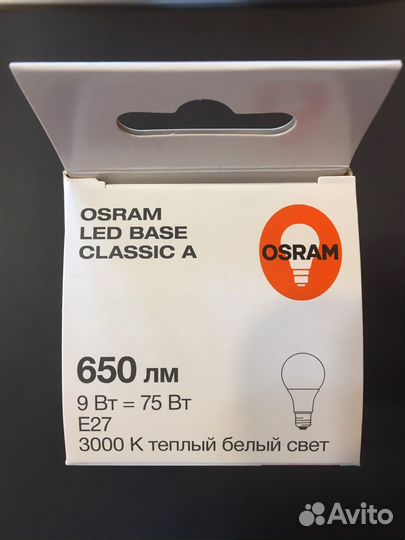 OSRAM
LED BASE
CLASSIC A
OSRAM
650 лм
9 Вт = 75 Вт
E27
3000 К теплый белый свет
Avito